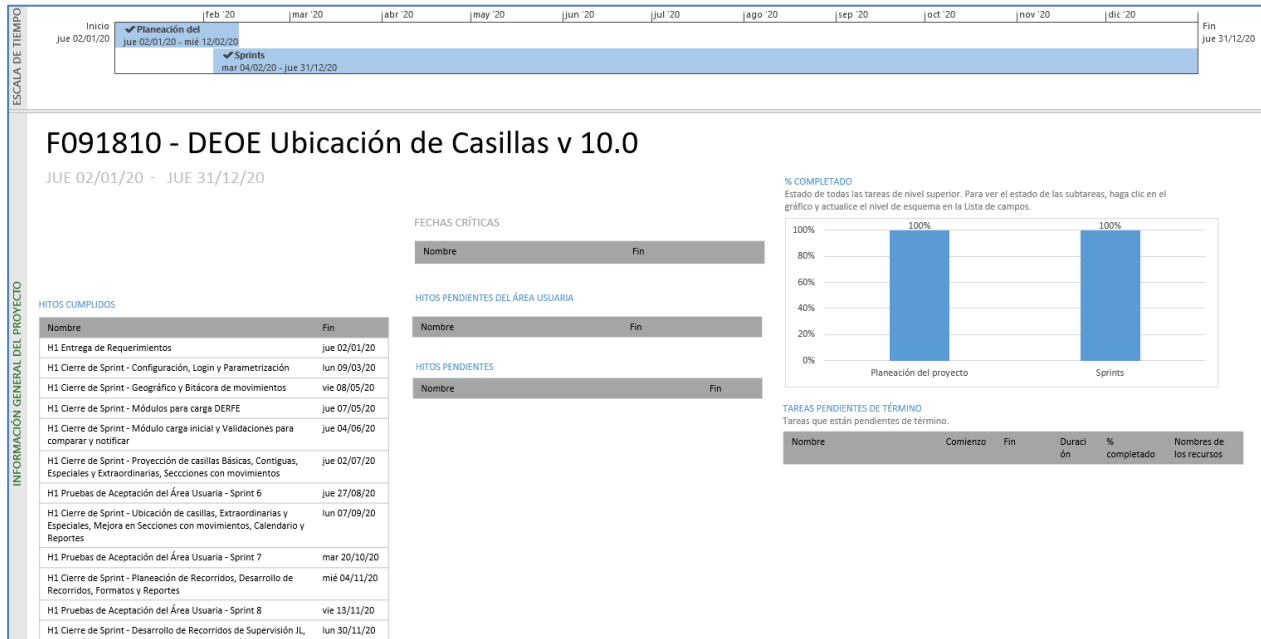 ESCALA DE TIEMPO
feb '20 mar '20 abr '20 may '20 jun '20 jul '20 ago '20 sep '20 oct '20 nov '20 dic '20
Inicio
jue 02/01/20
✔ Planeación del
jue 02/01/20 - mié 12/02/20
✔ Sprints
mar 04/02/20 - jue 31/12/20
Fin
jue 31/12/20
INFORMACIÓN GENERAL DEL PROYECTO
F091810 - DEOE Ubicación de Casillas v 10.0
JUE 02/01/20 - JUE 31/12/20
HITOS CUMPLIDOS
Nombre Fin
H1 Entrega de Requerimientos jue 02/01/20
H1 Cierre de Sprint - Configuración, Login y Parametrización lun 09/03/20
H1 Cierre de Sprint - Geográfico y Bitácora de movimientos vie 08/05/20
H1 Cierre de Sprint - Módulos para carga DERFE jue 07/05/20
H1 Cierre de Sprint - Módulo carga inicial y Validaciones para jue 04/06/20
comparar y notificar
H1 Cierre de Sprint - Proyección de casillas Básicas, Contiguas, jue 02/07/20
Especiales y Extraordinarias, Seccciones con movimientos
H1 Pruebas de Aceptación del Área Usuaria - Sprint 6 jue 27/08/20
H1 Cierre de Sprint - Ubicación de casillas, Extraordinarias y lun 07/09/20
Especiales, Mejora en Secciones con movimientos, Calendario y
Reportes
H1 Pruebas de Aceptación del Área Usuaria - Sprint 7 mar 20/10/20
H1 Cierre de Sprint - Planeación de Recorridos, Desarrollo de mié 04/11/20
Recorridos, Formatos y Reportes
H1 Pruebas de Aceptación del Área Usuaria - Sprint 8 vie 13/11/20
H1 Cierre de Sprint - Desarrollo de Recorridos de Supervisión JL, lun 30/11/20
FECHAS CRÍTICAS
Nombre Fin
HITOS PENDIENTES DEL ÁREA USUARIA
Nombre Fin
HITOS PENDIENTES
Nombre Fin
% COMPLETADO
Estado de todas las tareas de nivel superior. Para ver el estado de las subtareas, haga clic en el
gráfico y actualice el nivel de esquema en la Lista de campos.
100% 100% 100%
80%
60%
40%
20%
0%
Planeación del proyecto Sprints
TAREAS PENDIENTES DE TÉRMINO
Tareas que están pendientes de término.
Nombre Comienzo Fin Duraci % Nombres de
ón completado los recursos